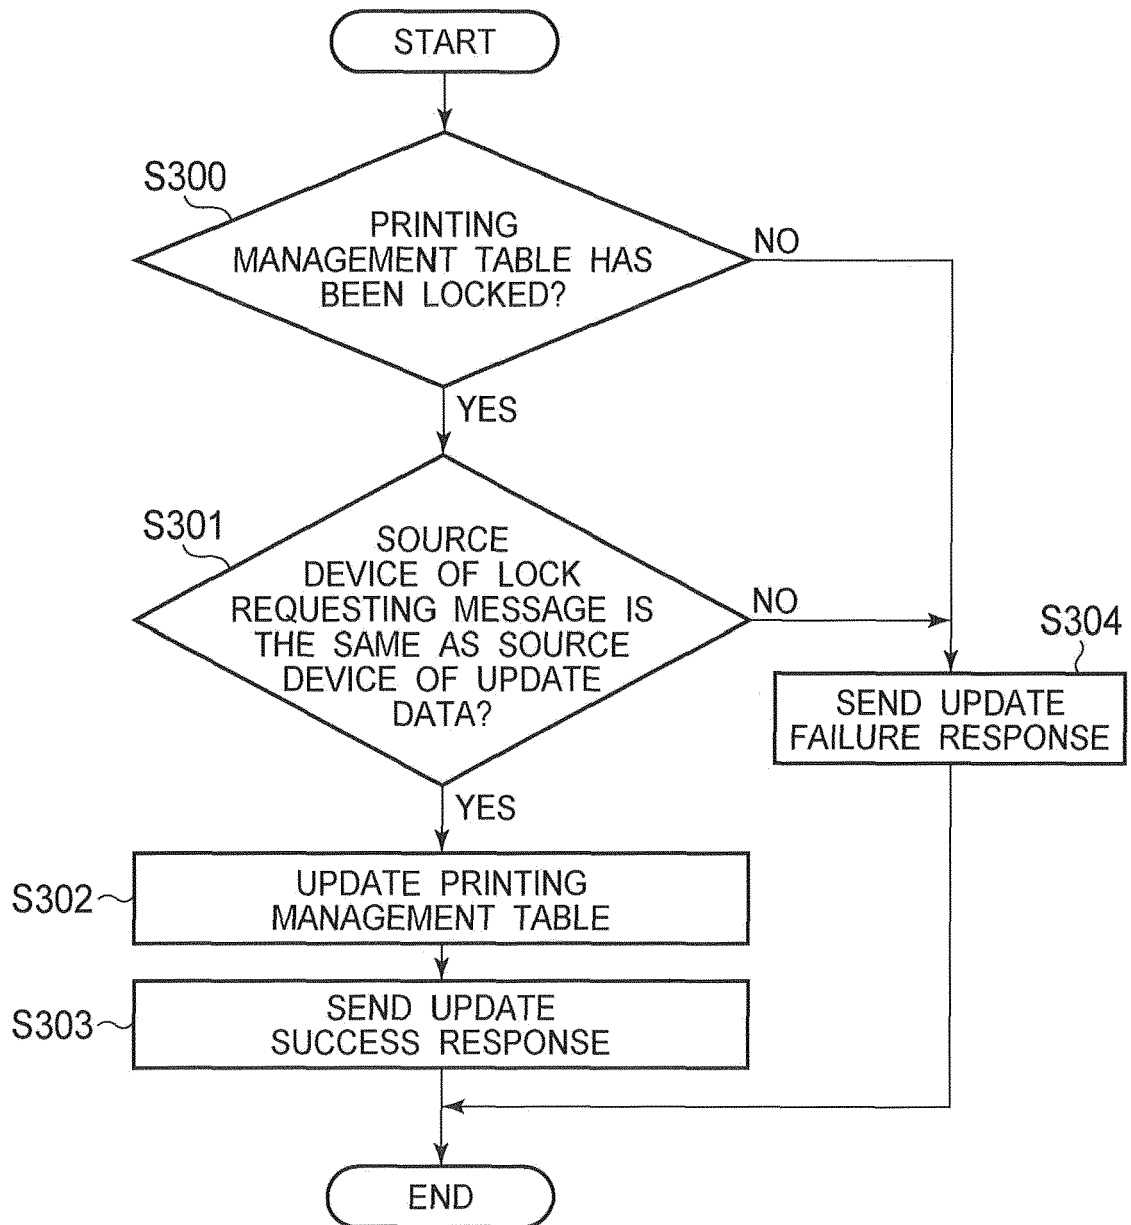 START
S300
PRINTING
MANAGEMENT TABLE HAS
BEEN LOCKED?
NO
YES
S301
SOURCE
DEVICE OF LOCK
REQUESTING MESSAGE IS
THE SAME AS SOURCE
DEVICE OF UPDATE
DATA?
NO
S304
SEND UPDATE
FAILURE RESPONSE
YES
S302
UPDATE PRINTING
MANAGEMENT TABLE
S303
SEND UPDATE
SUCCESS RESPONSE
END